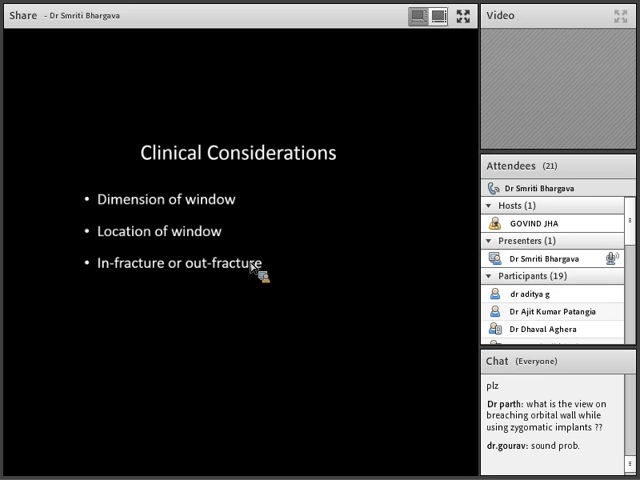 Share - Dr Smriti Bhargava
Clinical Considerations
• Dimension of window
• Location of window
• In-fracture or out-fracture
Video
Attendees (21)
Dr Smriti Bhargava
Hosts (1)
GOVIND JHA
Presenters (1)
Dr Smriti Bhargava
Participants (19)
dr aditya g
Dr Ajit Kumar Patangia
Dr Dhaval Aghera
Chat (Everyone)
plz
Dr parth: what is the view on
breaching orbital wall while
using zygomatic implants ??
dr.gourav: sound prob.